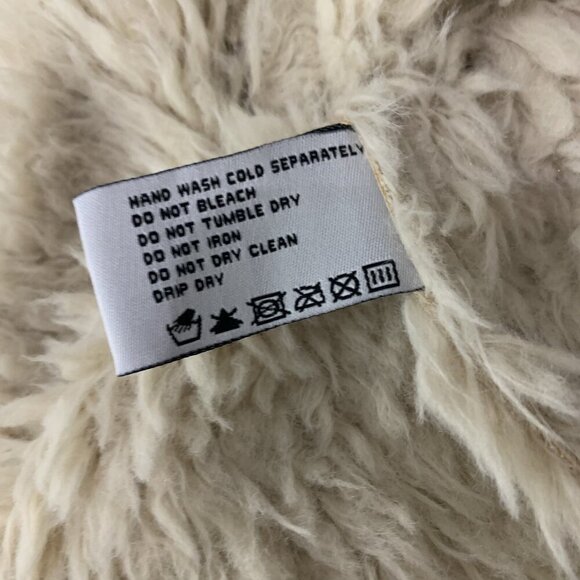 HAND WASH COLD SEPARATELY
DO NOT BLEACH
DO NOT TUMBLE DRY
DO NOT IRON
DO NOT DRY CLEAN
DRIP DRY